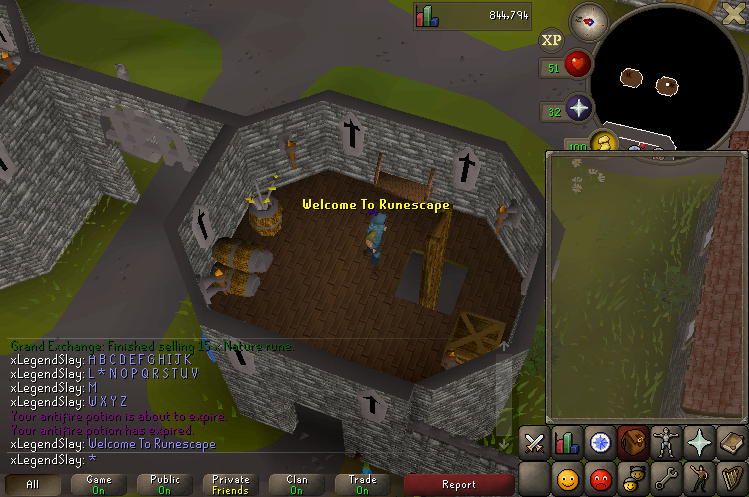 844,794
XP
51
32
100
Welcome To Runescape
Grand Exchange: Finished selling 15 x Nature rune.
xLegendSlay: A B C D E F G H I J K
xLegendSlay: L * N O P Q R S T U V
xLegendSlay: M
xLegendSlay: W X Y Z
Your antifire potion is about to expire.
Your antifire potion has expired.
xLegendSlay: Welcome To Runescape
xLegendSlay: *
All
Game
On
Public
On
Private
Friends
Clan
On
Trade
On
Report